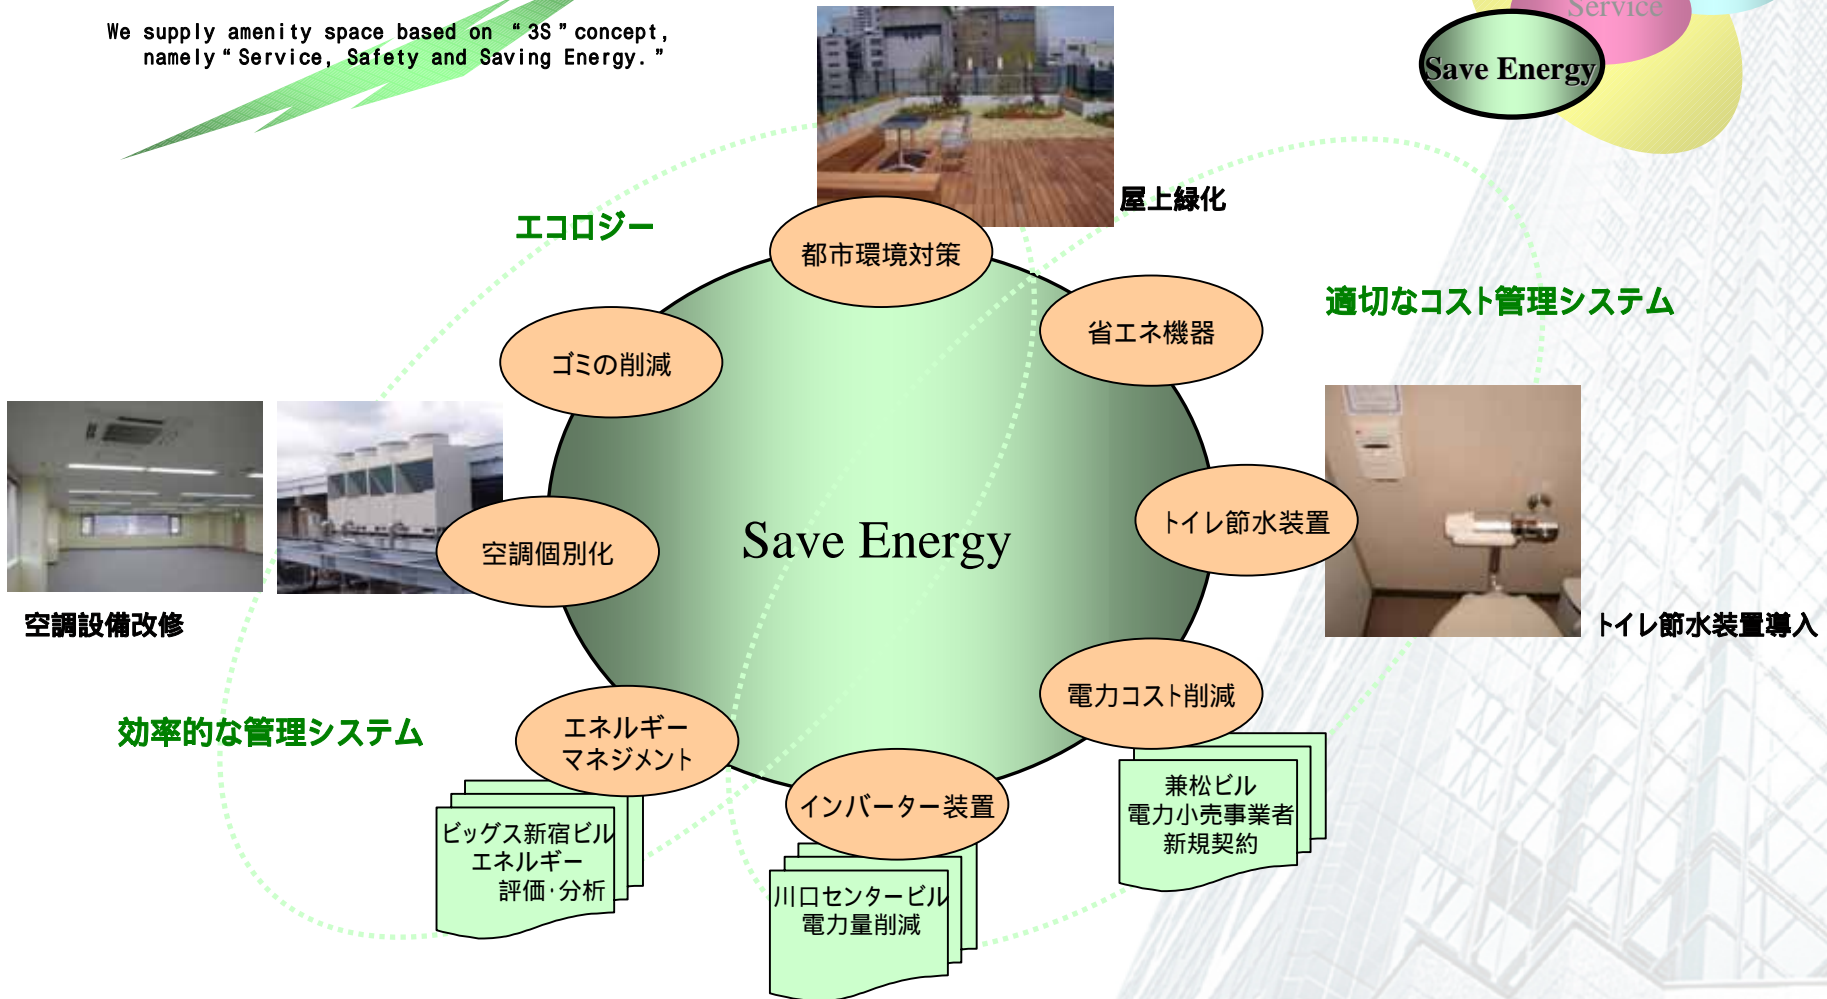 We supply amenity space based on “3S” concept,
namely “Service, Safety and Saving Energy.”
Service
Save Energy
屋上緑化
エコロジー
都市環境対策
適切なコスト管理システム
省エネ機器
ゴミの削減
トイレ節水装置
Save Energy
空調個別化
空調設備改修
トイレ節水装置導入
電力コスト削減
効率的な管理システム
エネルギー
マネジメント
兼松ビル
電力小売事業者
新規契約
インバーター装置
ビッグス新宿ビル
エネルギー
評価・分析
川口センタービル
電力量削減